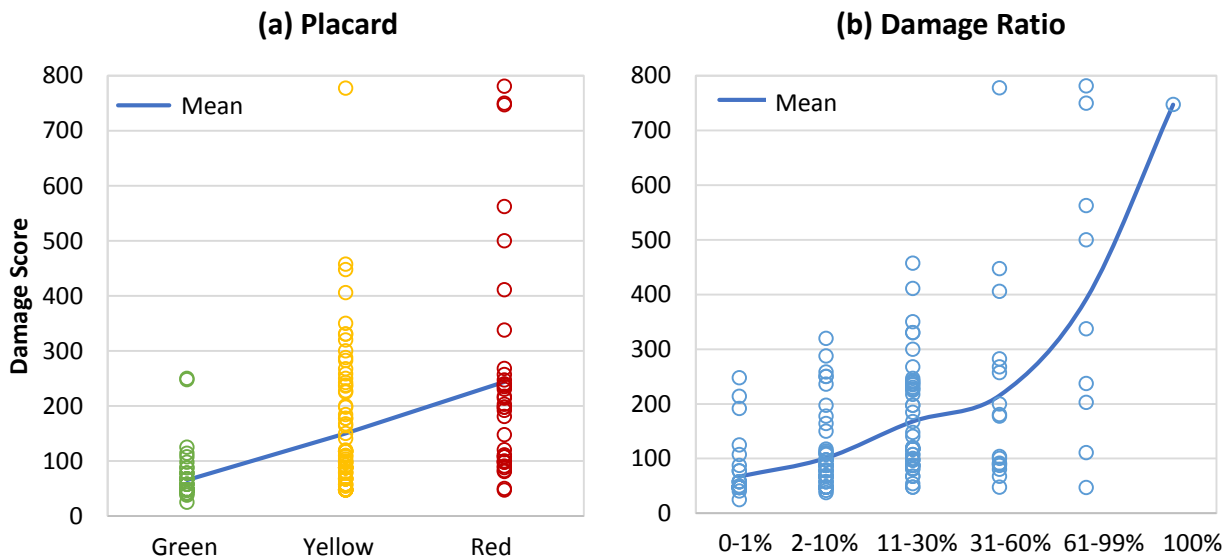 (a) Placard
Mean
Damage Score
800
700
600
500
400
300
200
100
0
Green Yellow Red
(b) Damage Ratio
Mean
800
700
600
500
400
300
200
100
0
0-1% 2-10% 11-30% 31-60% 61-99% 100%